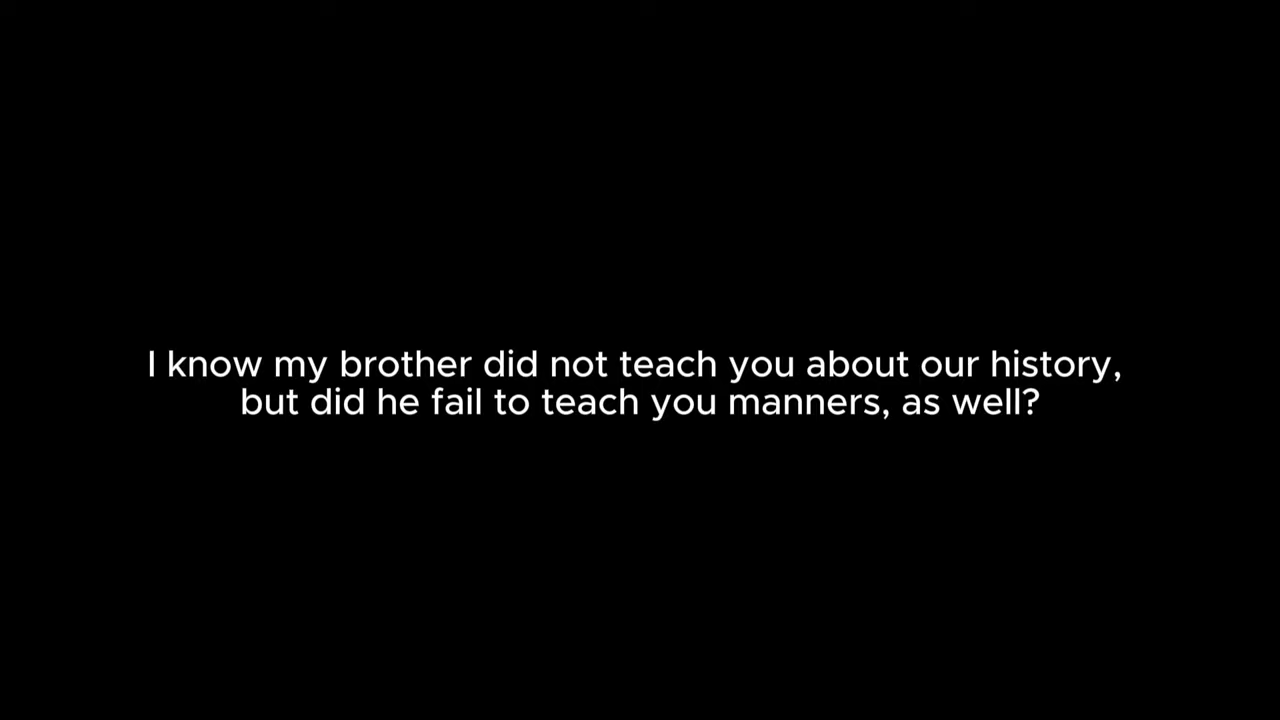 I know my brother did not teach you about our history,
but did he fail to teach you manners, as well?